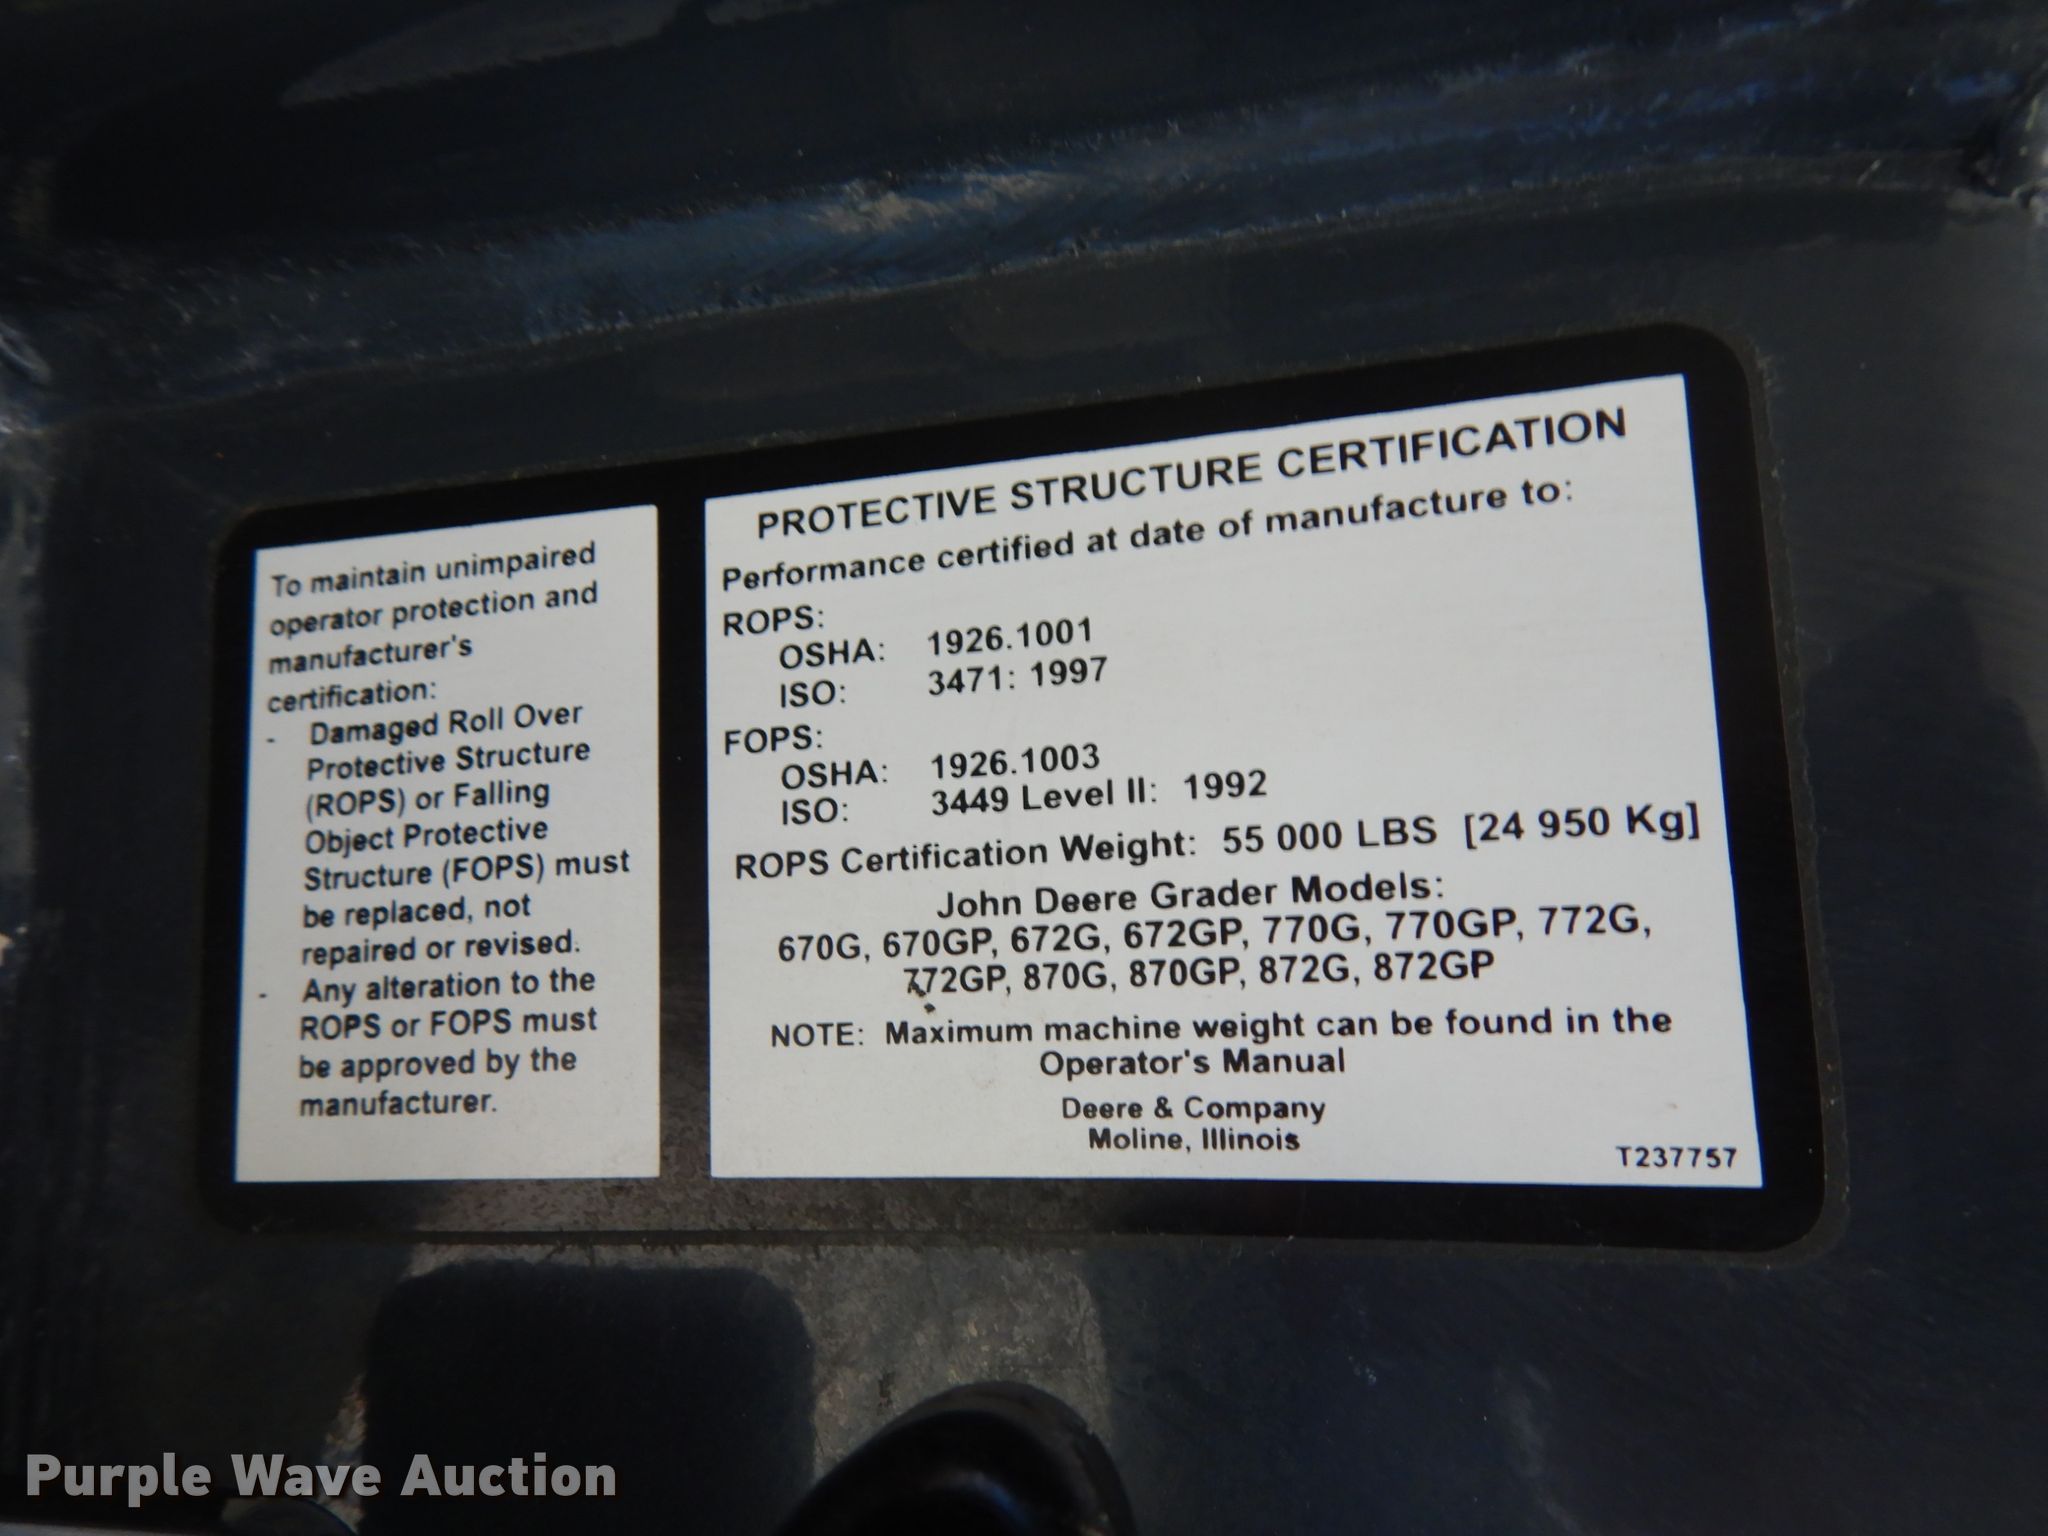 To maintain unimpaired
operator protection and
manufacturer's
certification:
- Damaged Roll Over
Protective Structure
(ROPS) or Falling
Object Protective
Structure (FOPS) must
be replaced, not
repaired or revised.
- Any alteration to the
ROPS or FOPS must
be approved by the
manufacturer.
PROTECTIVE STRUCTURE CERTIFICATION
Performance certified at date of manufacture to:
ROPS:
OSHA: 1926.1001
ISO: 3471: 1997
FOPS:
OSHA: 1926.1003
ISO: 3449 Level II: 1992
ROPS Certification Weight: 55 000 LBS [24 950 Kg]
John Deere Grader Models:
670G, 670GP, 672G, 672GP, 770G, 770GP, 772G,
772GP, 870G, 870GP, 872G, 872GP
NOTE: Maximum machine weight can be found in the
Operator's Manual
Deere & Company
Moline, Illinois
T237757
Purple Wave Auction